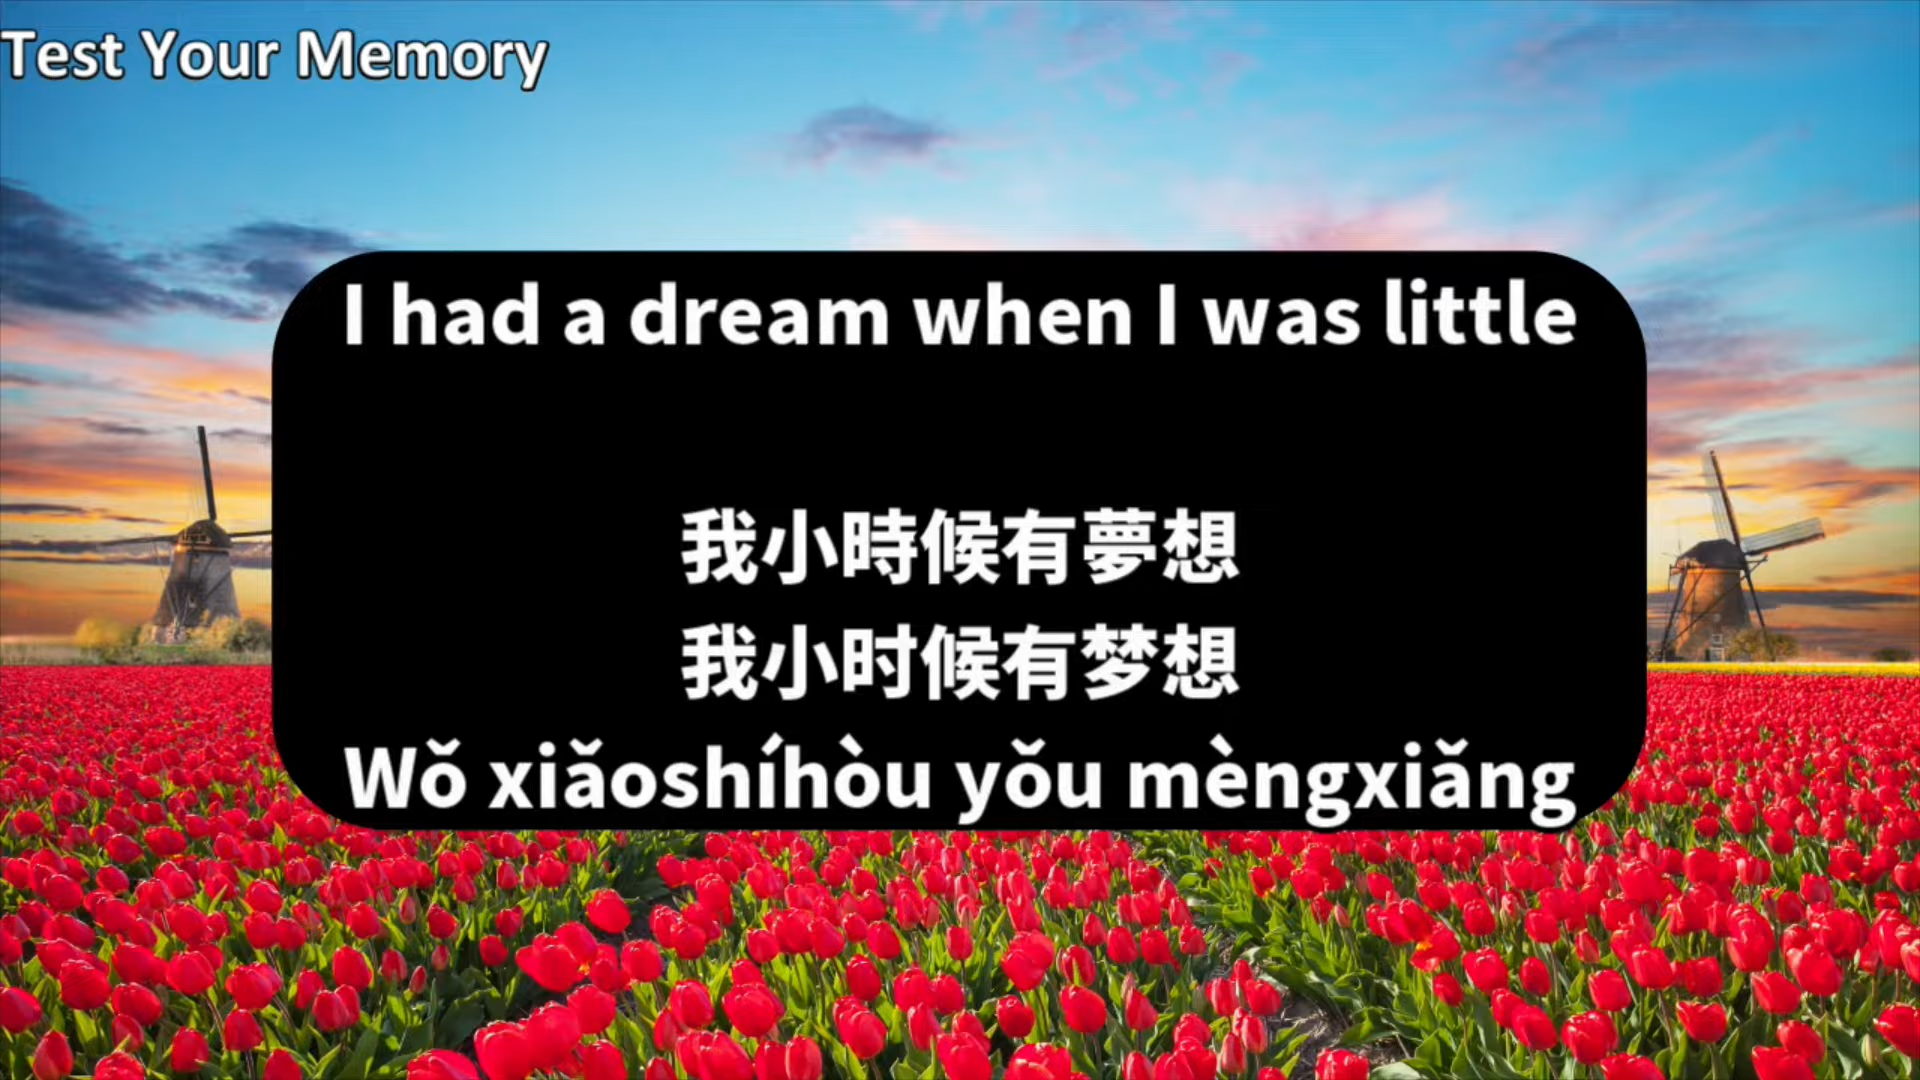 Test Your Memory
I had a dream when I was little
我小時候有夢想
我小时候有梦想
Wǒ xiǎoshíhòu yǒu mèngxiǎng